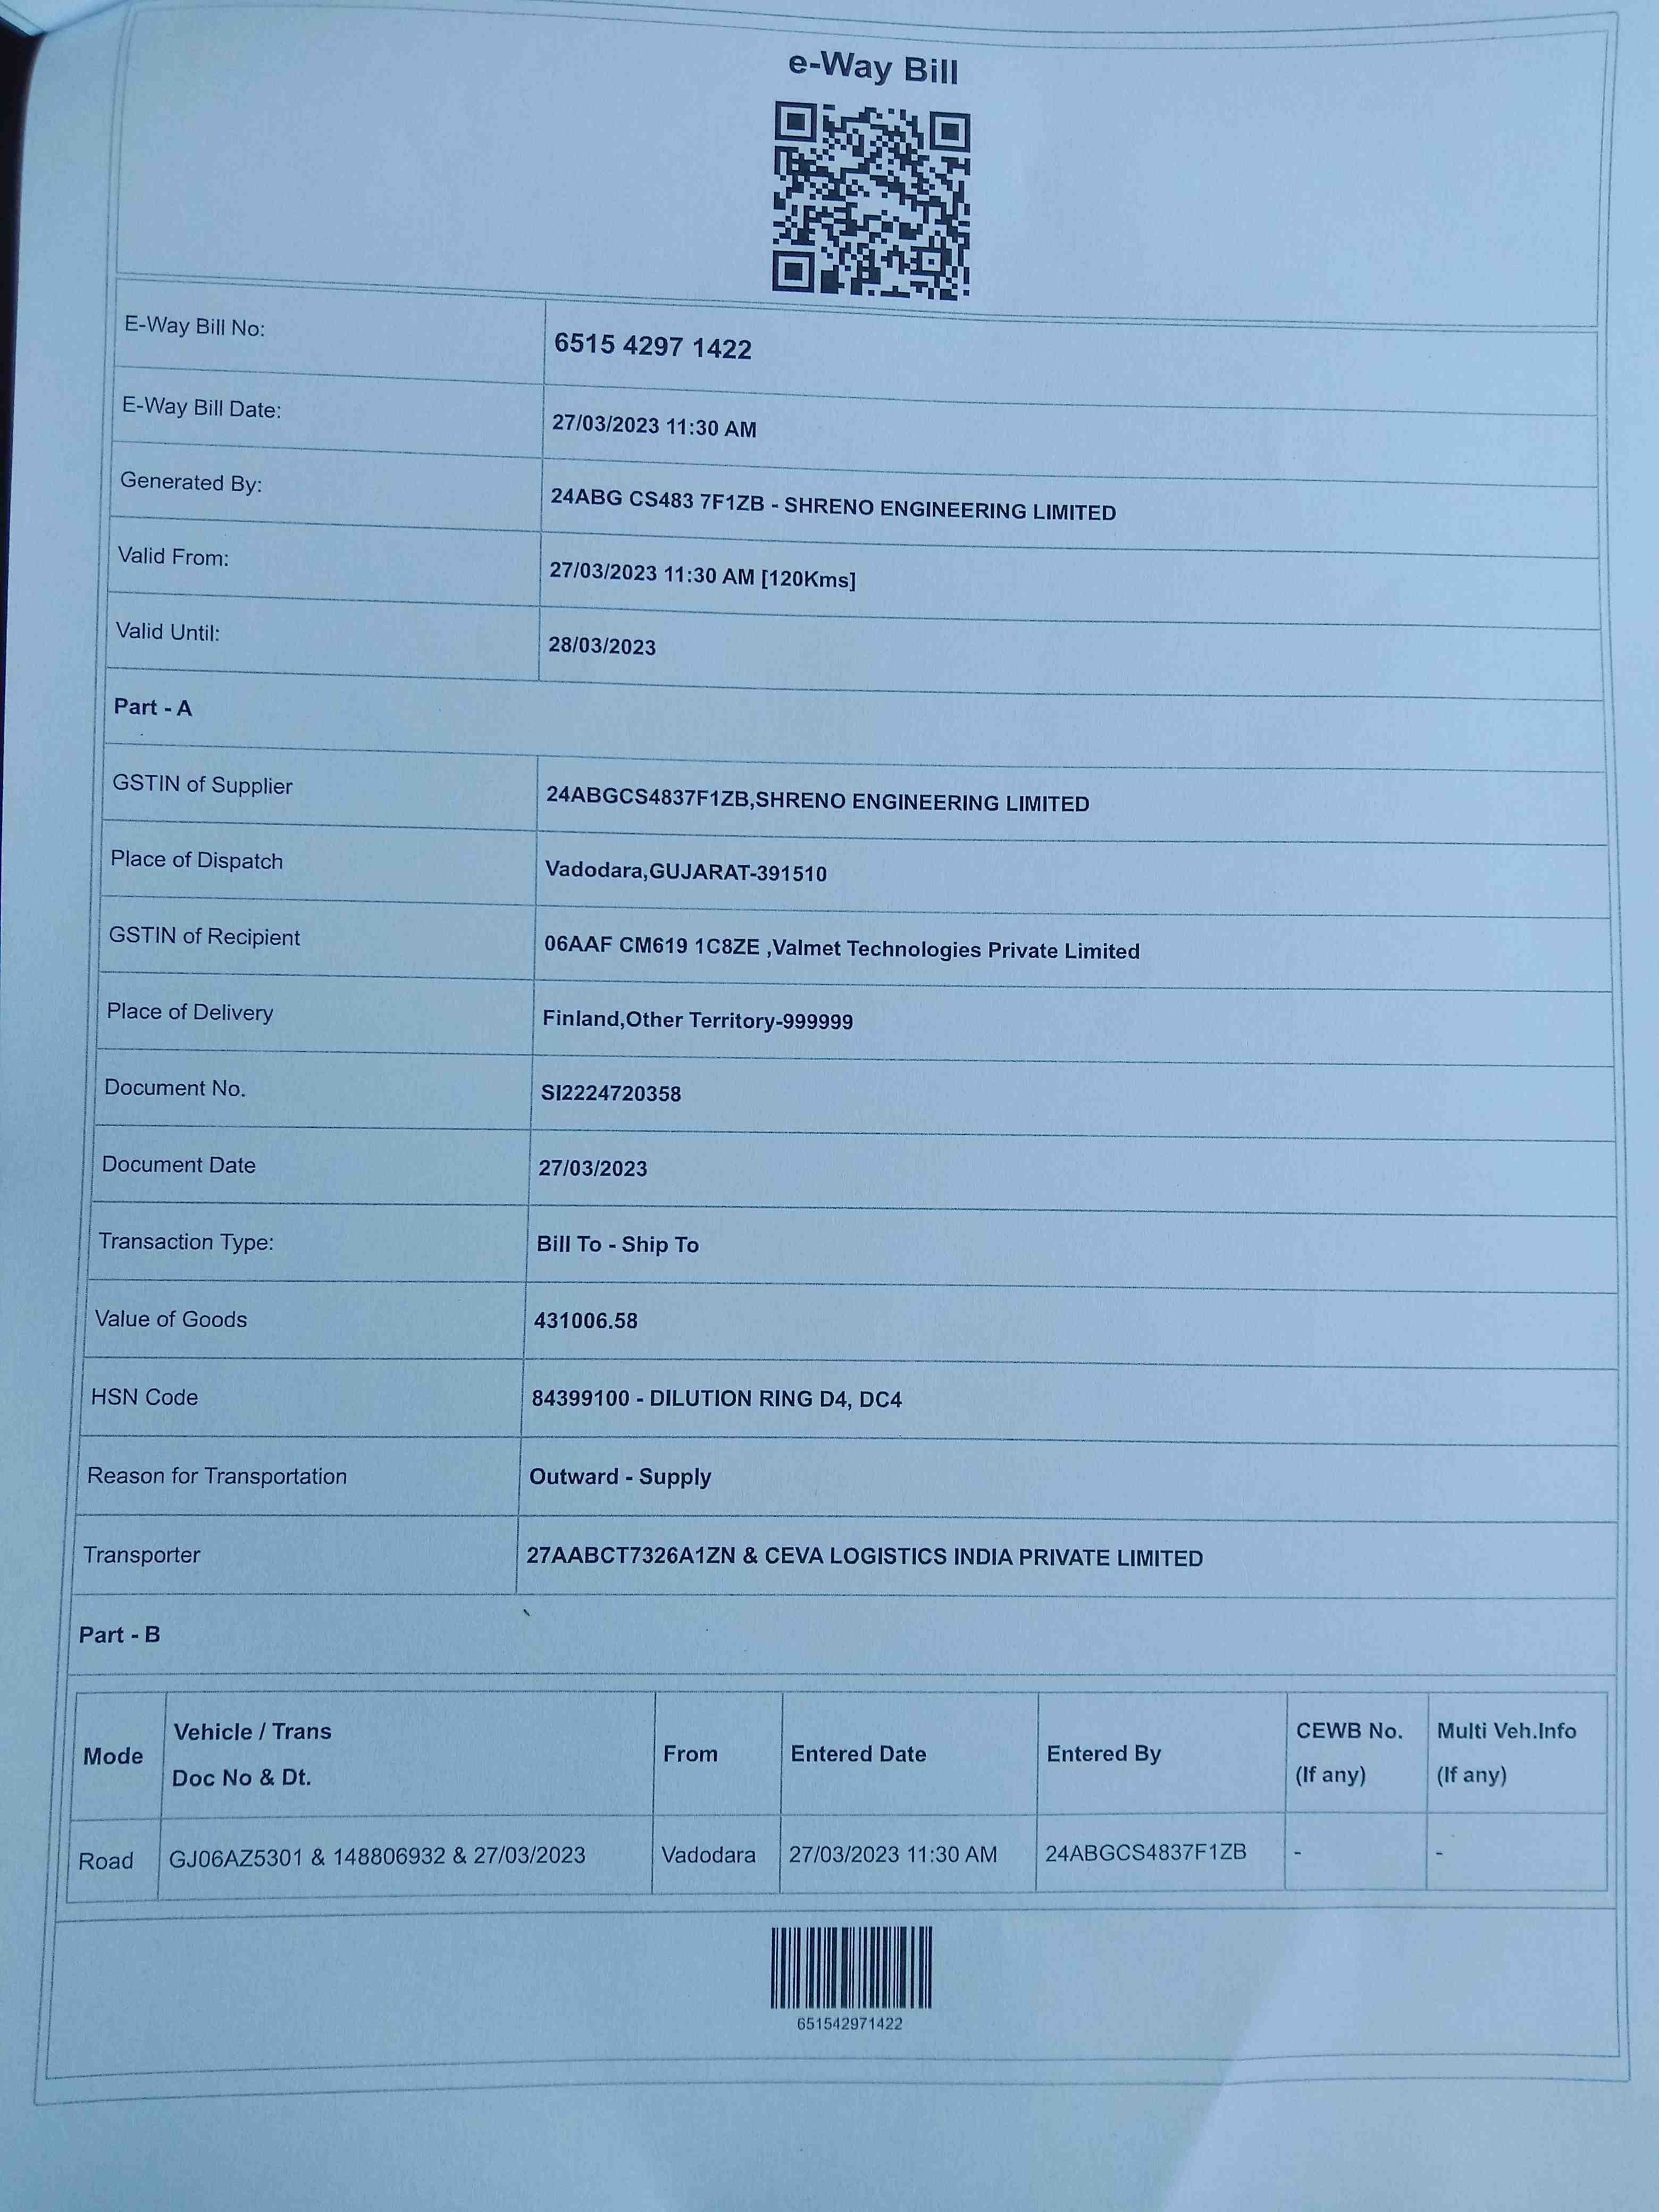 e-Way Bill
E-Way Bill No: 6515 4297 1422
E-Way Bill Date: 27/03/2023 11:30 AM
Generated By: 24ABG CS483 7F1ZB - SHRENO ENGINEERING LIMITED
Valid From: 27/03/2023 11:30 AM [120Kms]
Valid Until: 28/03/2023
Part - A
GSTIN of Supplier 24ABGCS4837F1ZB,SHRENO ENGINEERING LIMITED
Place of Dispatch Vadodara,GUJARAT-391510
GSTIN of Recipient 06AAF CM619 1C8ZE ,Valmet Technologies Private Limited
Place of Delivery Finland,Other Territory-999999
Document No. SI2224720358
Document Date 27/03/2023
Transaction Type: Bill To - Ship To
Value of Goods 431006.58
HSN Code 84399100 - DILUTION RING D4, DC4
Reason for Transportation Outward - Supply
Transporter 27AABCT7326A1ZN & CEVA LOGISTICS INDIA PRIVATE LIMITED
Part - B
Mode Vehicle / Trans Doc No & Dt. From Entered Date Entered By CEWB No. (If any) Multi Veh.Info (If any)
Road GJ06AZ5301 & 148806932 & 27/03/2023 Vadodara 27/03/2023 11:30 AM 24ABGCS4837F1ZB - -
651542971422